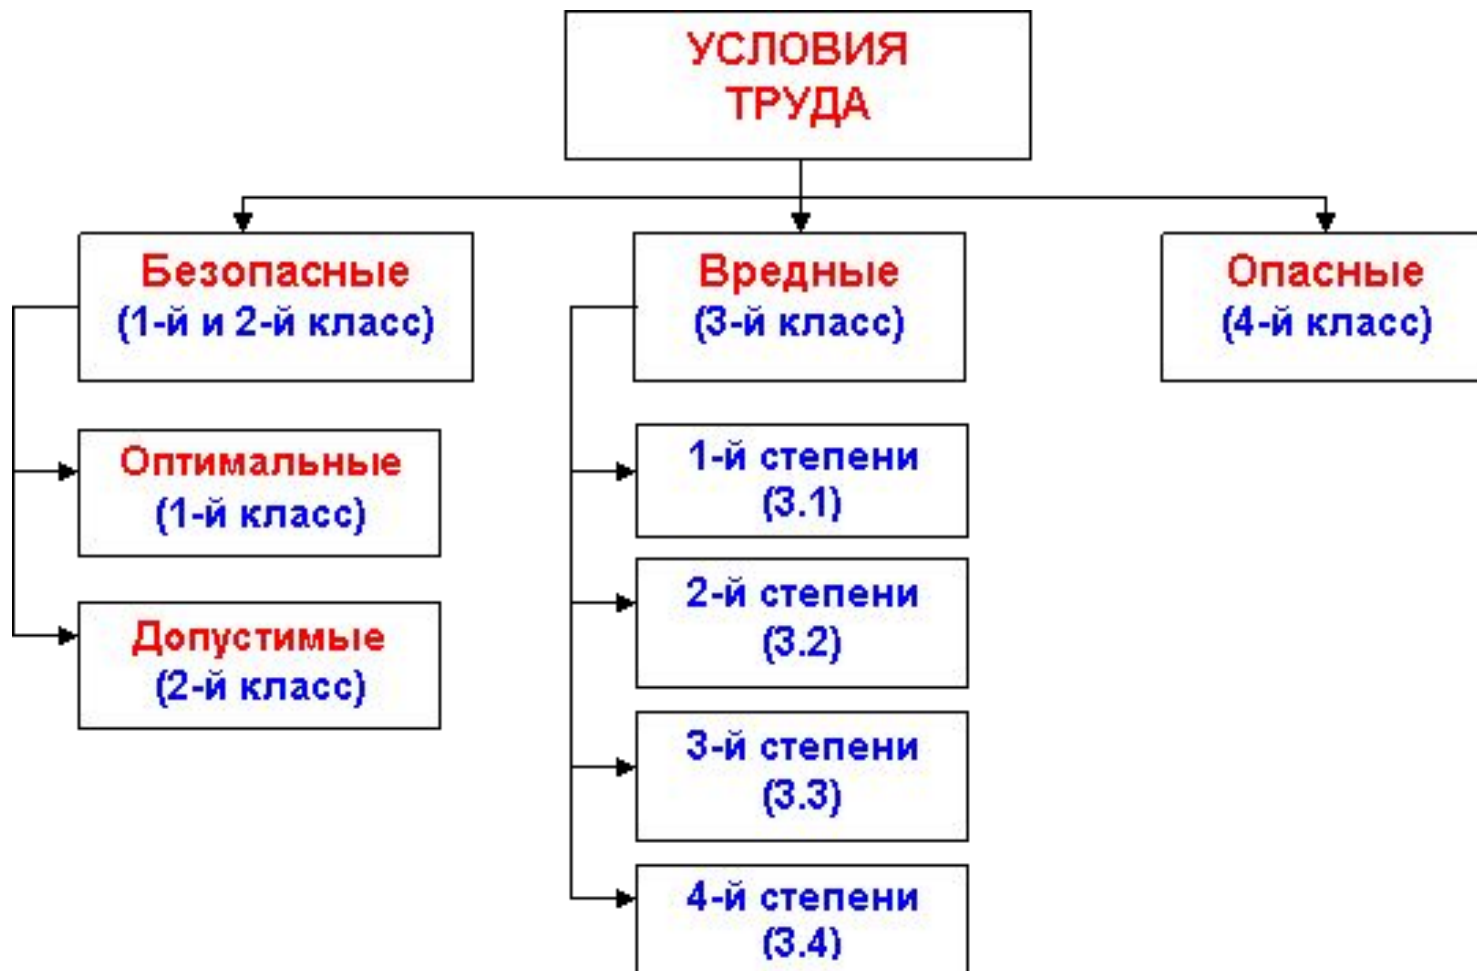 УСЛОВИЯ
ТРУДА
Безопасные
(1-й и 2-й класс)
Вредные
(3-й класс)
Опасные
(4-й класс)
Оптимальные
(1-й класс)
Допустимые
(2-й класс)
1-й степени
(3.1)
2-й степени
(3.2)
3-й степени
(3.3)
4-й степени
(3.4)